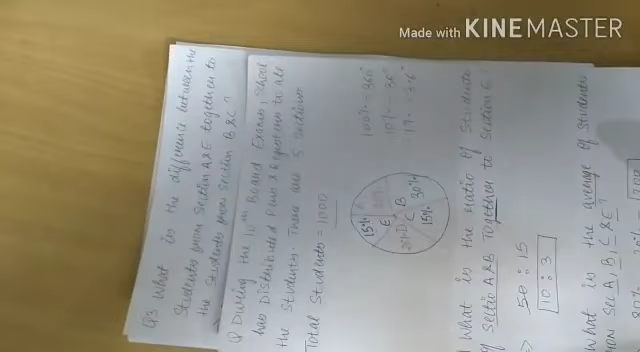 Made with KINEMASTER
Q3 What is the difference between the
students from section A&E together to
the students from section B&C?
Q During the 10th Board Exams, School
has Distributed Pens & to all
the students. There are 5 sections
Total Students = 1000
100% - 360°
10% - 36°
1% - 3.6°
B
30%
C
15%
D
E
15%
What is the ratio of students
of sectio A&B Together to section C?
50 : 15
10 : 3
What is the average of students
from sec A, B, C & E?